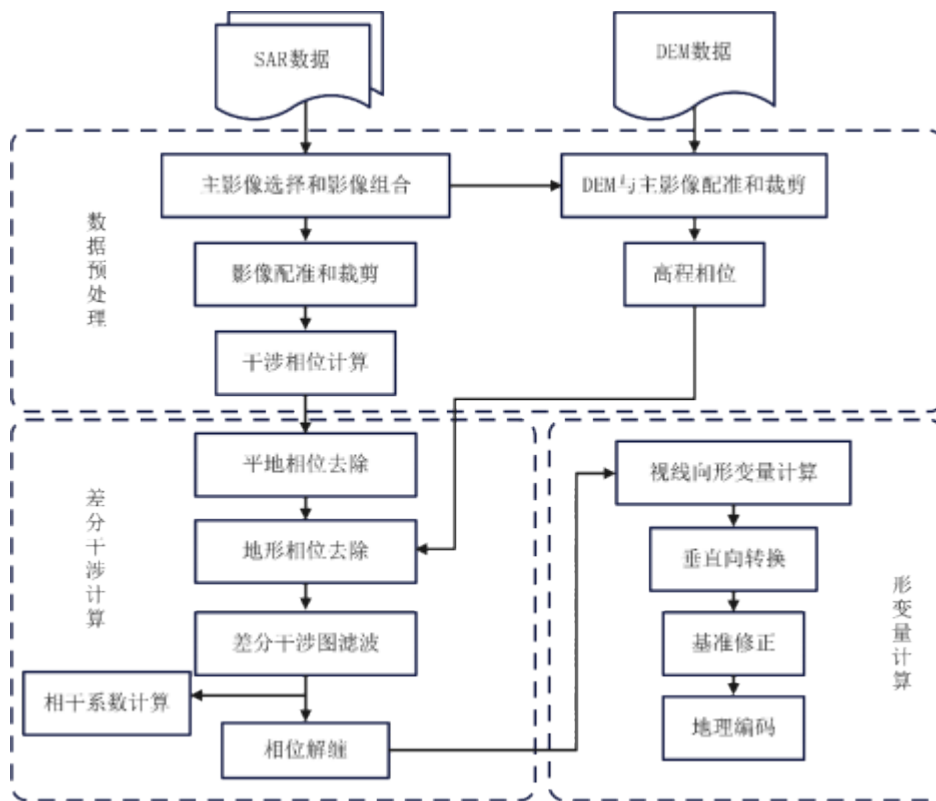 SAR数据
DEM数据
数据预处理
主影像选择和影像组合
DEM与主影像配准和裁剪
影像配准和裁剪
高程相位
干涉相位计算
差分干涉计算
平地相位去除
地形相位去除
差分干涉图滤波
相干系数计算
相位解缠
形变量计算
视线向形变量计算
垂直向转换
基准修正
地理编码